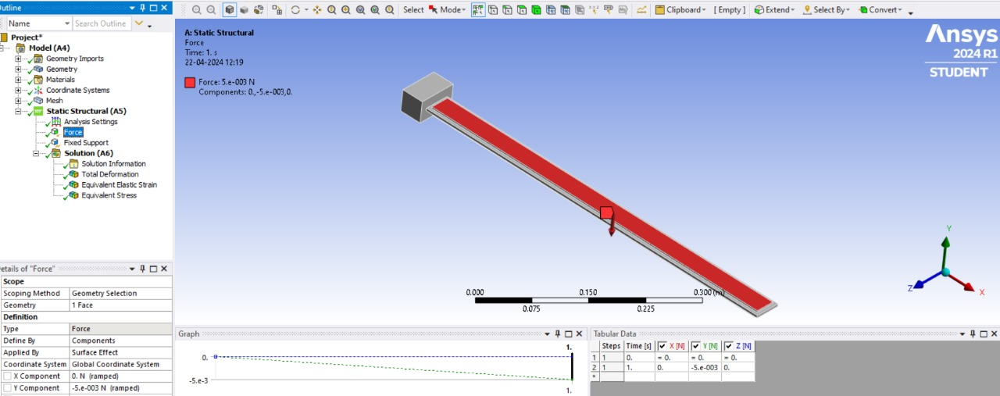 Outline
Name
Search Outline
Project*
Model (A4)
Geometry Imports
Geometry
Materials
Coordinate Systems
Mesh
Static Structural (A5)
Analysis Settings
Force
Fixed Support
Solution (A6)
Solution Information
Total Deformation
Equivalent Elastic Strain
Equivalent Stress
etails of "Force"
Scope
Scoping Method Geometry Selection
Geometry 1 Face
Definition
Type Force
Define By Components
Applied By Surface Effect
Coordinate System Global Coordinate System
X Component 0. N (ramped)
Y Component -5.e-003 N (ramped)
Select Mode Clipboard [ Empty ] Extend Select By Convert
A: Static Structural
Force
Time: 1. s
22-04-2024 12:19
Force: 5.e-003 N
Components: 0.,-5.e-003,0.
Ansys
2024 R1
STUDENT
0.000 0.150 0.300 (m)
0.075 0.225
Y
Z X
Graph
1.
0.
-5.e-3
1.
Tabular Data
Steps Time [s] X [N] Y [N] Z [N]
1 1 0. = 0. = 0. = 0.
2 1 1. 0. -5.e-003 0.
*